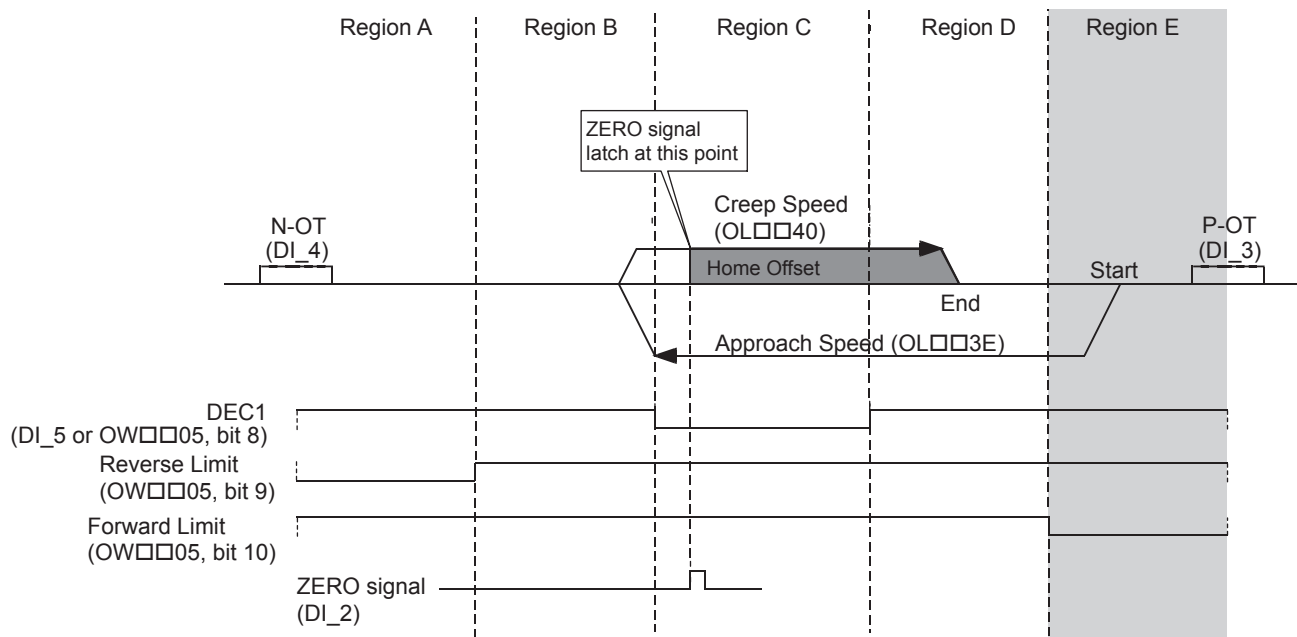 Region A
Region B
Region C
Region D
Region E
ZERO signal
latch at this point
N-OT
(DI_4)
Creep Speed
(OL□□40)
P-OT
(DI_3)
Home Offset
Start
End
Approach Speed (OL□□3E)
DEC1
(DI_5 or OW□□05, bit 8)
Reverse Limit
(OW□□05, bit 9)
Forward Limit
(OW□□05, bit 10)
ZERO signal
(DI_2)